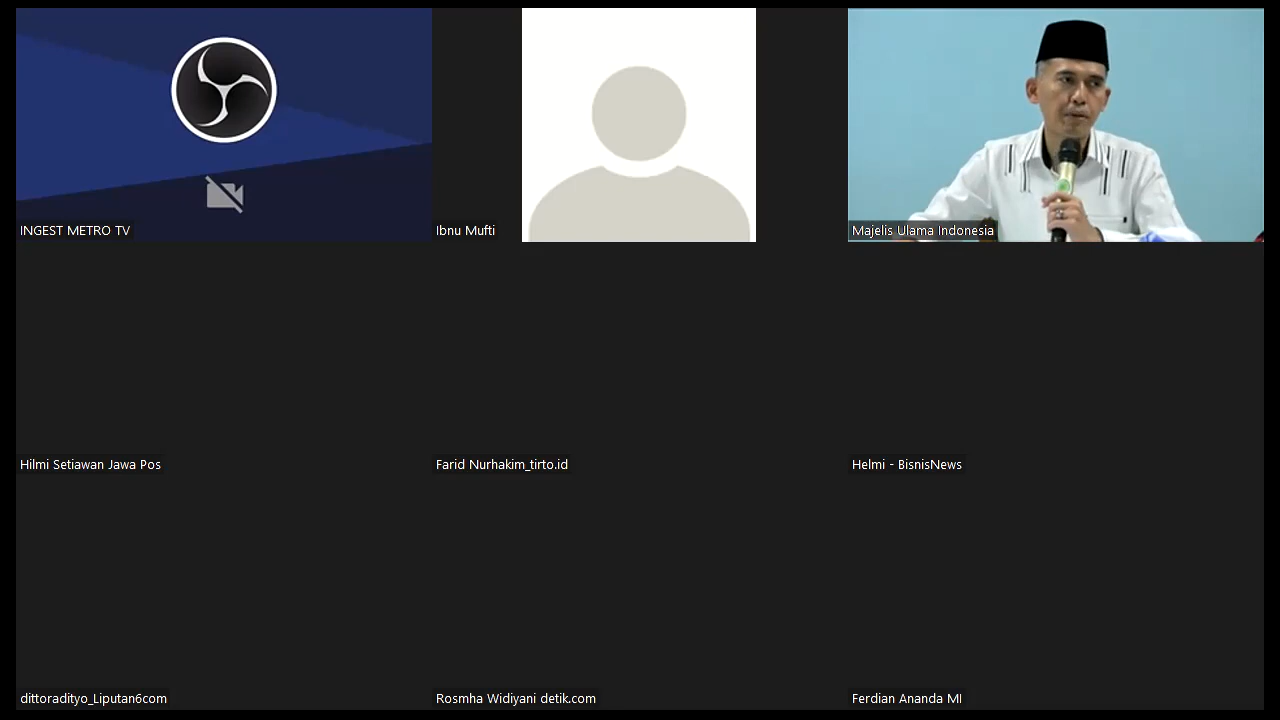 INGEST METRO TV
Ibnu Mufti
Majelis Ulama Indonesia
Hilmi Setiawan Jawa Pos
Farid Nurhakim_tirto.id
Helmi - BisnisNews
dittoradityo_Liputan6com
Rosmha Widiyani detik.com
Ferdian Ananda MI